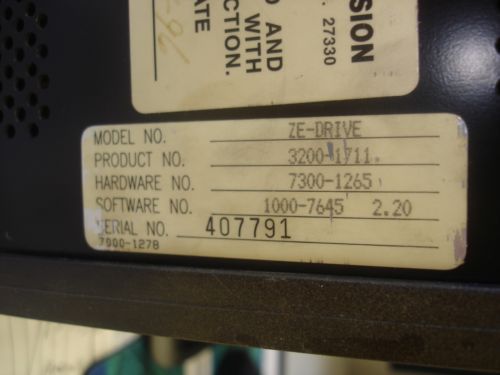 SION
. 27330
D AND
WITH
CTION.
ATE
MODEL NO. ZE-DRIVE
PRODUCT NO. 3200-1711
HARDWARE NO. 7300-1265
SOFTWARE NO. 1000-7645 2.20
SERIAL NO. 407791
7000-1278